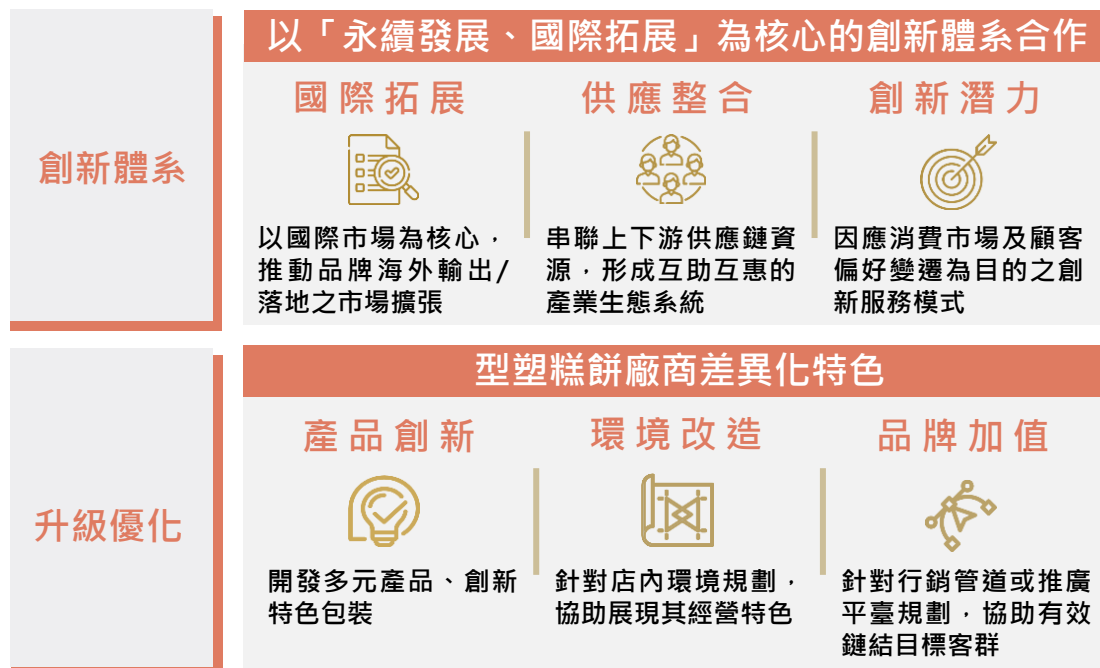 創新體系
以「永續發展、國際拓展」為核心的創新體系合作
國際拓展
以國際市場為核心，
推動品牌海外輸出/
落地之市場擴張
供應整合
串聯上下游供應鏈資
源，形成互助互惠的
產業生態系統
創新潛力
因應消費市場及顧客
偏好變遷為目的之創
新服務模式
升級優化
型塑糕餅廠商差異化特色
產品創新
開發多元產品、創新
特色包裝
環境改造
針對店內環境規劃，
協助展現其經營特色
品牌加值
針對行銷管道或推廣
平臺規劃，協助有效
鏈結目標客群